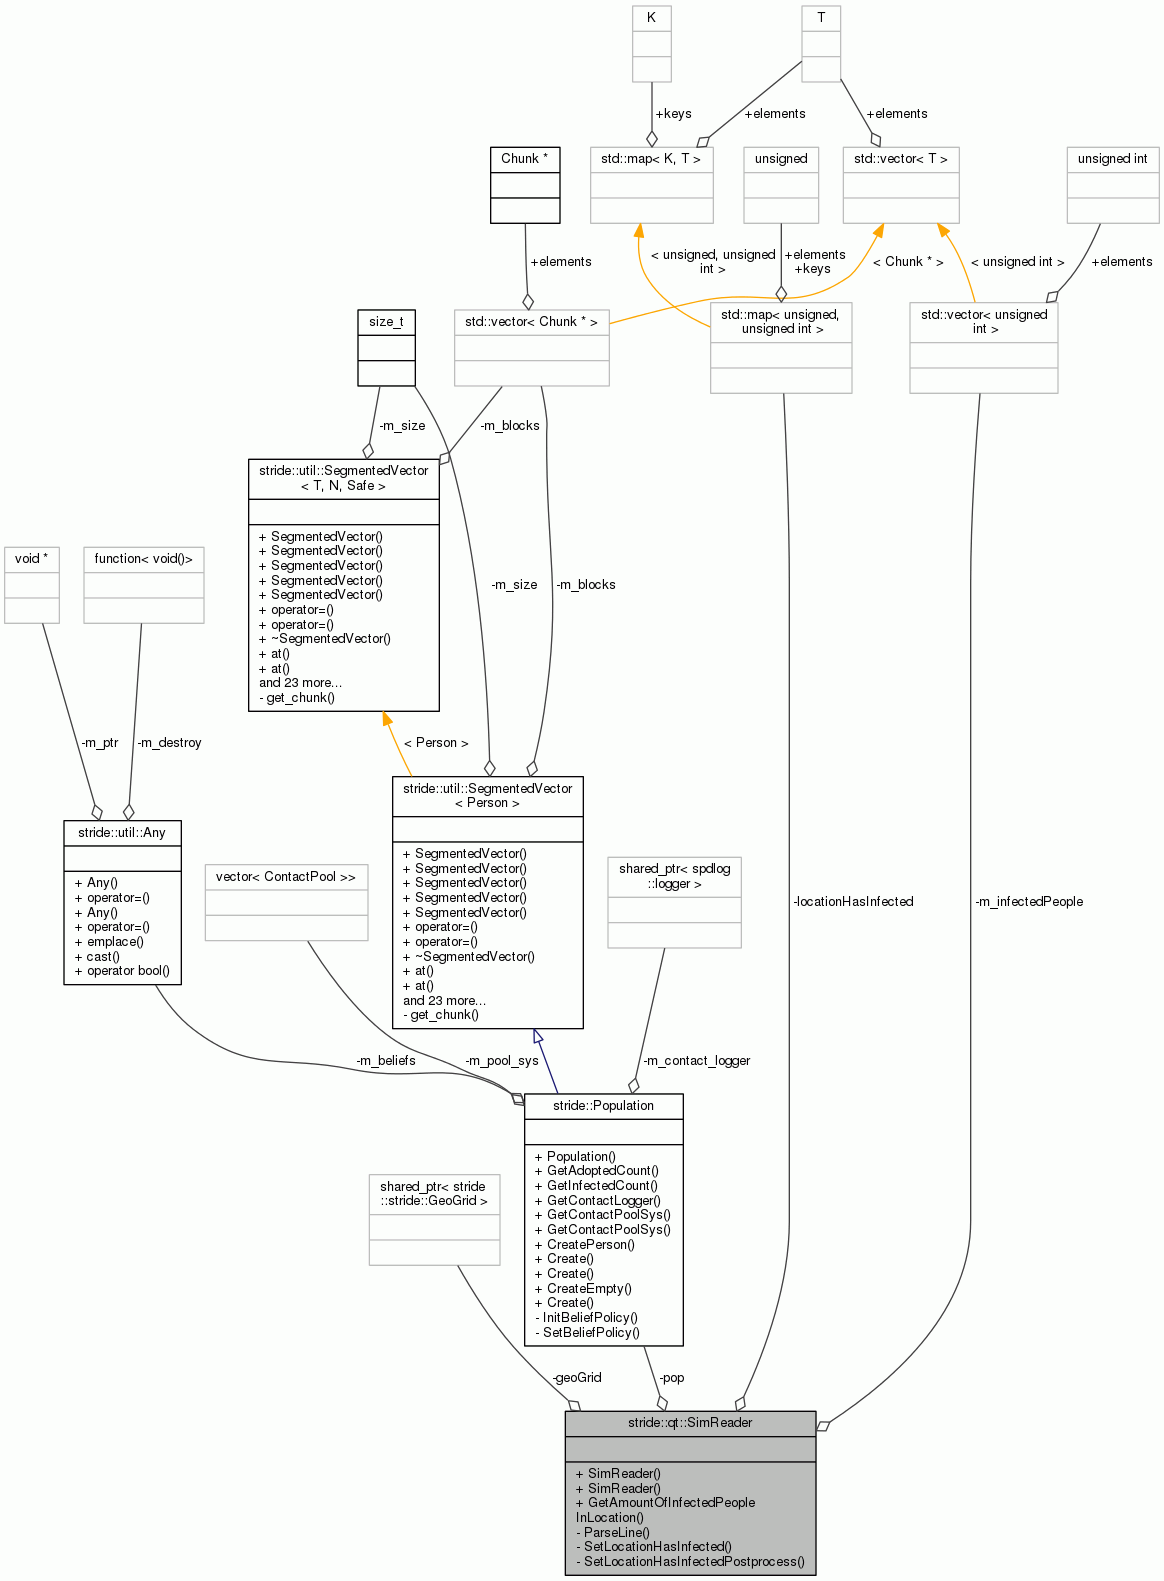 K
T
+keys
+elements
+elements
Chunk *
std::map< K, T >
unsigned
std::vector< T >
unsigned int
+elements
< unsigned, unsigned
int >
+elements
+keys
< Chunk * >
< unsigned int >
+elements
size_t
std::vector< Chunk * >
std::map< unsigned,
unsigned int >
std::vector< unsigned
int >
-m_size
-m_blocks
stride::util::SegmentedVector
< T, N, Safe >
+ SegmentedVector()
+ SegmentedVector()
+ SegmentedVector()
+ SegmentedVector()
+ SegmentedVector()
+ operator=()
+ operator=()
+ ~SegmentedVector()
+ at()
+ at()
and 23 more...
- get_chunk()
void *
function< void()>
-m_size
-m_blocks
-m_ptr
-m_destroy
< Person >
stride::util::SegmentedVector
< Person >
+ SegmentedVector()
+ SegmentedVector()
+ SegmentedVector()
+ SegmentedVector()
+ SegmentedVector()
+ operator=()
+ operator=()
+ ~SegmentedVector()
+ at()
+ at()
and 23 more...
- get_chunk()
stride::util::Any
+ Any()
+ operator=()
+ Any()
+ operator=()
+ emplace()
+ cast()
+ operator bool()
vector< ContactPool >>
shared_ptr< spdlog
::logger >
-locationHasInfected
-m_infectedPeople
-m_beliefs
-m_pool_sys
-m_contact_logger
stride::Population
+ Population()
+ GetAdoptedCount()
+ GetInfectedCount()
+ GetContactLogger()
+ GetContactPoolSys()
+ GetContactPoolSys()
+ CreatePerson()
+ Create()
+ Create()
+ CreateEmpty()
+ Create()
- InitBeliefPolicy()
- SetBeliefPolicy()
shared_ptr< stride
::stride::GeoGrid >
-geoGrid
-pop
stride::qt::SimReader
+ SimReader()
+ SimReader()
+ GetAmountOfInfectedPeople
InLocation()
- ParseLine()
- SetLocationHasInfected()
- SetLocationHasInfectedPostprocess()